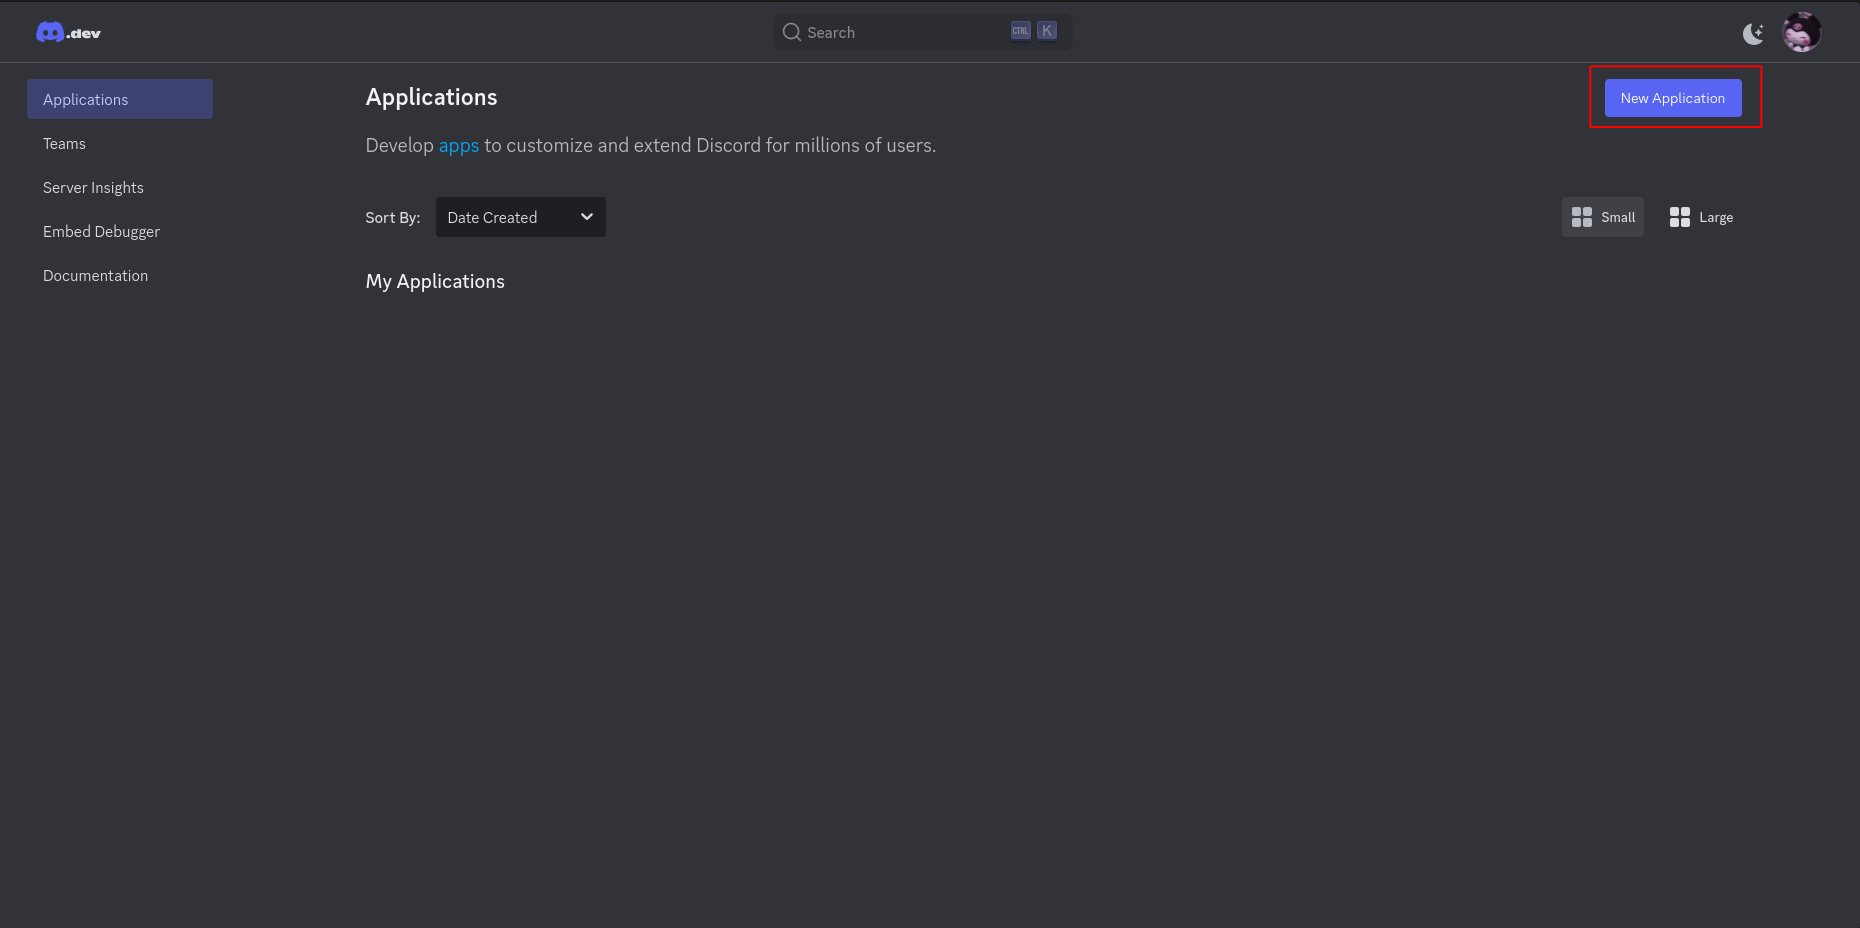 .dev
Search
CTRL K
Applications
Teams
Server Insights
Embed Debugger
Documentation
Applications
New Application
Develop apps to customize and extend Discord for millions of users.
Sort By: Date Created
Small Large
My Applications